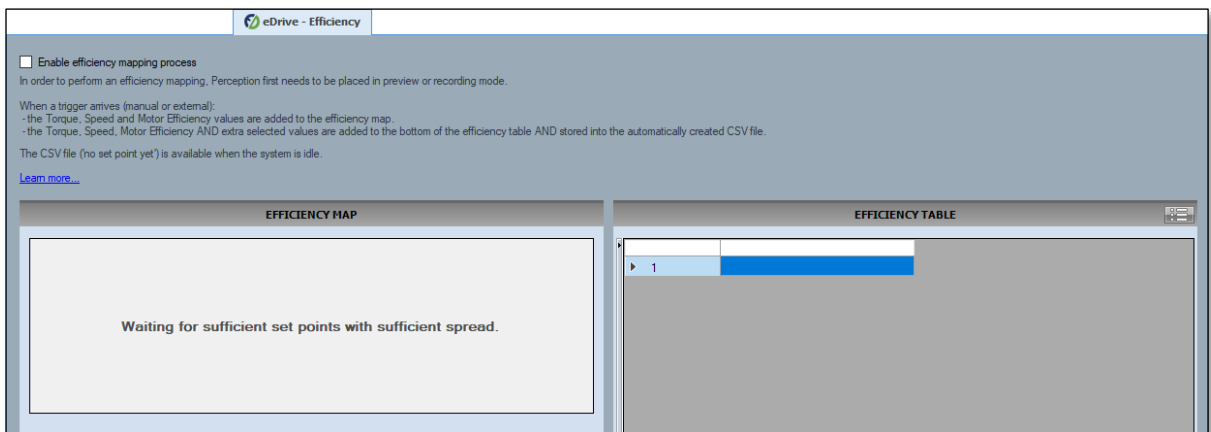 eDrive - Efficiency
Enable efficiency mapping process
In order to perform an efficiency mapping, Perception first needs to be placed in preview or recording mode.
When a trigger arrives (manual or external):
- the Torque, Speed and Motor Efficiency values are added to the efficiency map.
- the Torque, Speed, Motor Efficiency AND extra selected values are added to the bottom of the efficiency table AND stored into the automatically created CSV file.
The CSV file ('no set point yet') is available when the system is idle.
Learn more...
EFFICIENCY MAP
EFFICIENCY TABLE
1
Waiting for sufficient set points with sufficient spread.